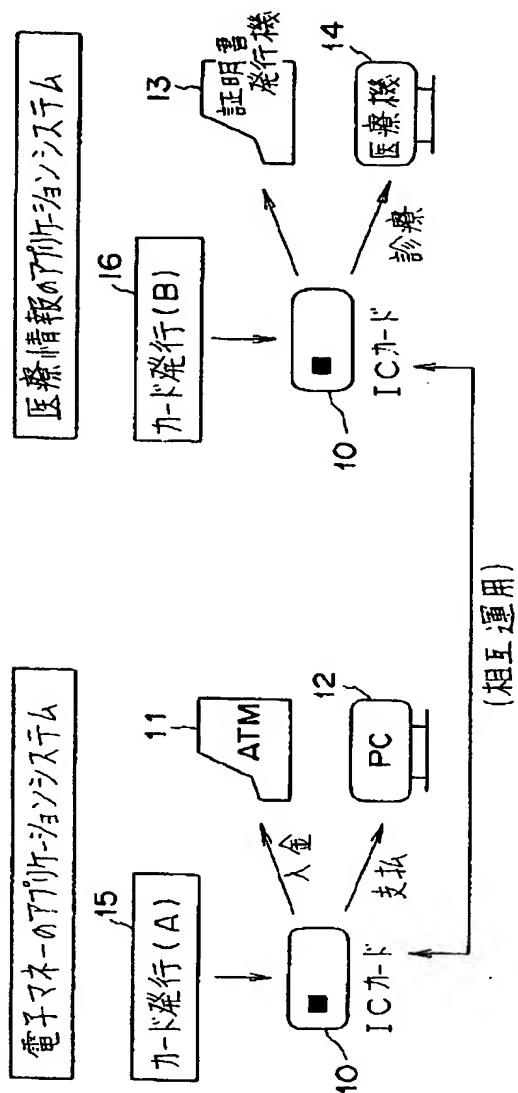 電子マネーのアプリケーションシステム
15
カード発行(A)
10
ICカード
入金
支払
11
ATM
12
PC
(相互運用)
医療情報のアプリケーションシステム
16
カード発行(B)
10
ICカード
診療
13
証明書
発行機
14
医療機